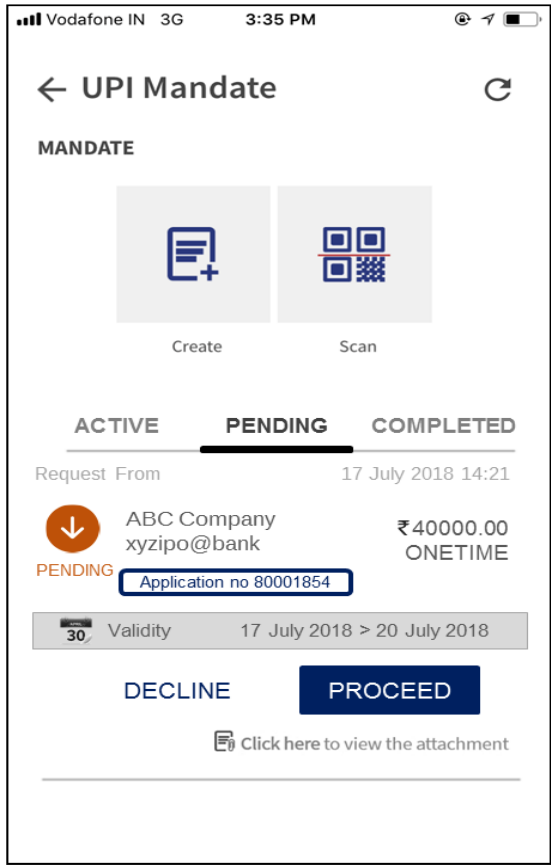 Vodafone IN 3G 3:35 PM
← UPI Mandate
MANDATE
Create Scan
ACTIVE PENDING COMPLETED
Request From 17 July 2018 14:21
ABC Company ₹40000.00
xyzipo@bank ONETIME
PENDING
Application no 80001854
30 Validity 17 July 2018 > 20 July 2018
DECLINE PROCEED
Click here to view the attachment